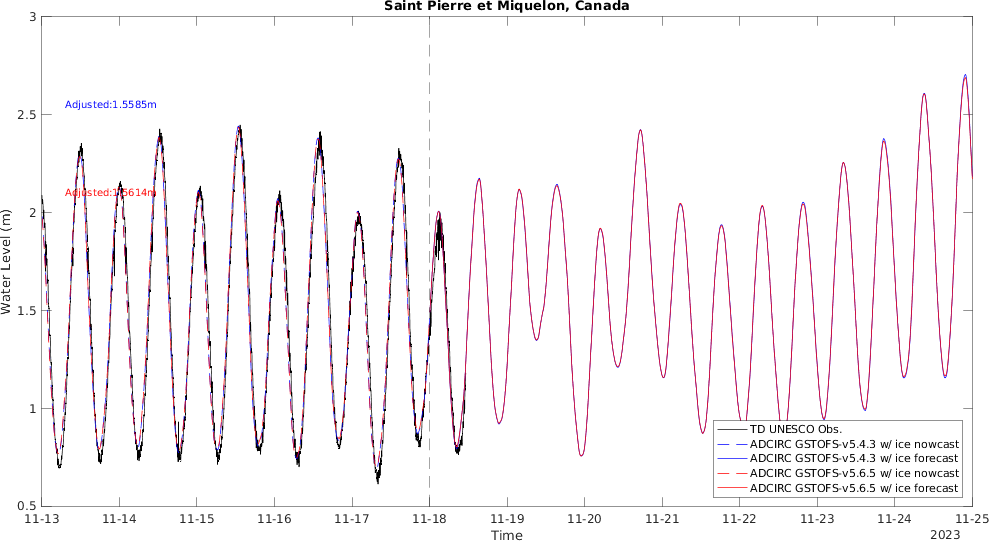 Saint Pierre et Miquelon, Canada
3
2.5
2
1.5
1
0.5
Water Level (m)
Adjusted:1.5585m
Adjusted:1.5614m
TD UNESCO Obs.
ADCIRC GSTOFS-v5.4.3 w/ ice nowcast
ADCIRC GSTOFS-v5.4.3 w/ ice forecast
ADCIRC GSTOFS-v5.6.5 w/ ice nowcast
ADCIRC GSTOFS-v5.6.5 w/ ice forecast
11-13 11-14 11-15 11-16 11-17 11-18 11-19 11-20 11-21 11-22 11-23 11-24 11-25
Time
2023